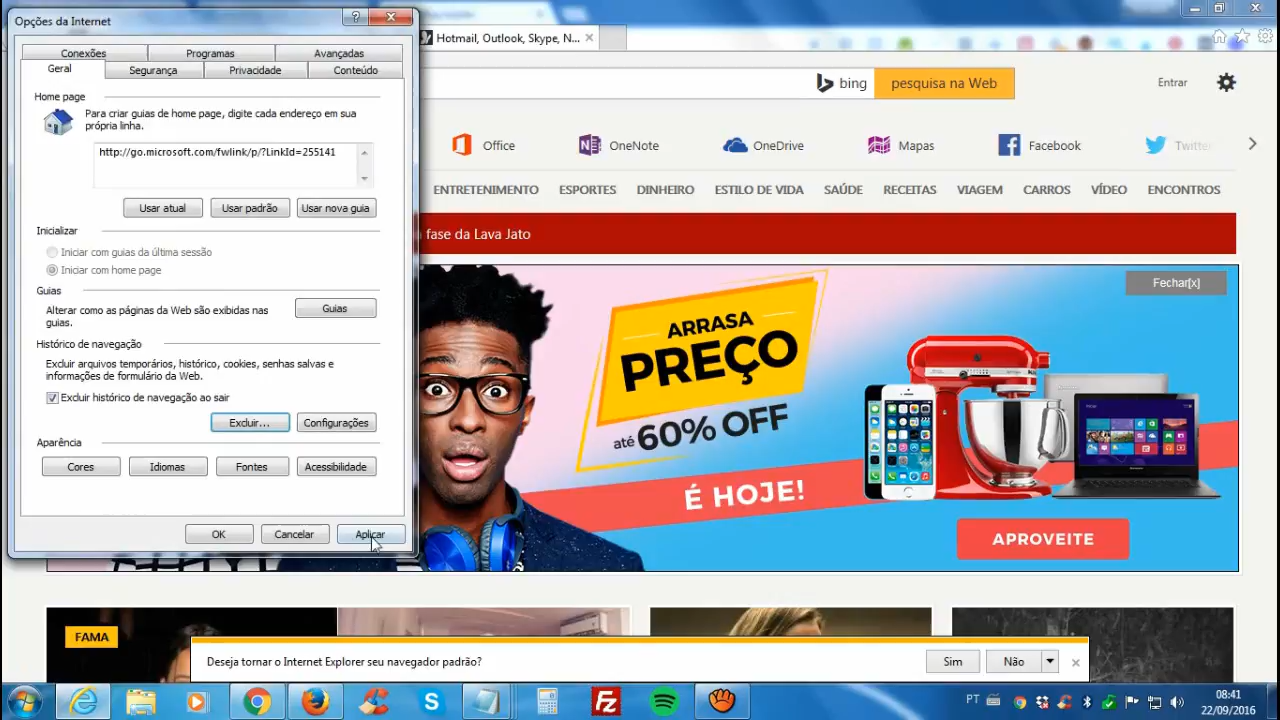 Opções da Internet
?
Conexões Programas Avançadas
Geral Segurança Privacidade Conteúdo
Home page
Para criar guias de home page, digite cada endereço em sua
própria linha.
http://go.microsoft.com/fwlink/p/?LinkId=255141
Usar atual Usar padrão Usar nova guia
Inicializar
Iniciar com guias da última sessão
Iniciar com home page
Guias
Alterar como as páginas da Web são exibidas nas
guias.
Guias
Histórico de navegação
Excluir arquivos temporários, histórico, cookies, senhas salvas e
informações de formulário da Web.
Excluir histórico de navegação ao sair
Excluir... Configurações
Aparência
Cores Idiomas Fontes Acessibilidade
OK Cancelar Aplicar
Hotmail, Outlook, Skype, N...
bing pesquisa na Web Entrar
Office OneNote OneDrive Mapas Facebook Twitter
ENTRETENIMENTO ESPORTES DINHEIRO ESTILO DE VIDA SAÚDE RECEITAS VIAGEM CARROS VÍDEO ENCONTROS
fase da Lava Jato
Fechar[x]
ARRASA
PREÇO
até 60% OFF
É HOJE!
APROVEITE
FAMA
Deseja tornar o Internet Explorer seu navegador padrão? Sim Não
PT
08:41
22/09/2016